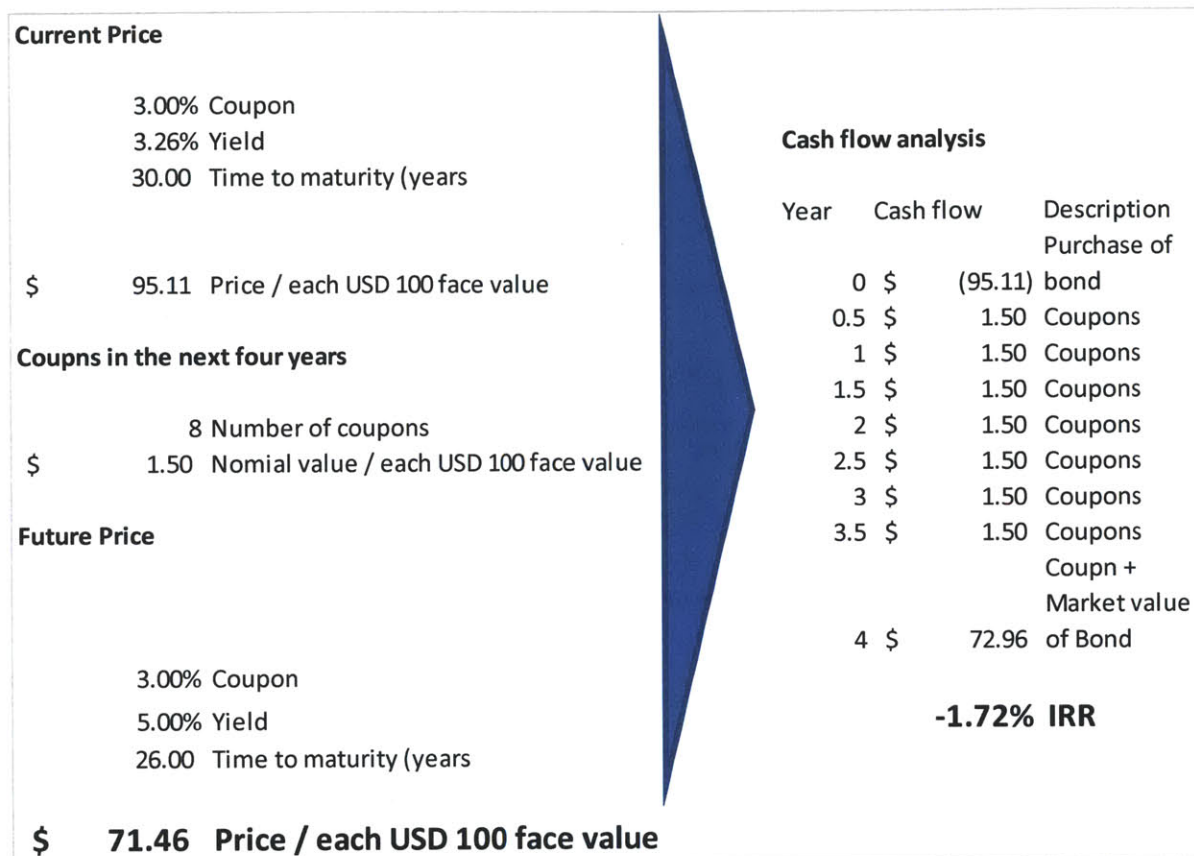 Current Price
3.00% Coupon
3.26% Yield
30.00 Time to maturity (years
$ 95.11 Price / each USD 100 face value
Coupns in the next four years
8 Number of coupons
$ 1.50 Nomial value / each USD 100 face value
Future Price
3.00% Coupon
5.00% Yield
26.00 Time to maturity (years
$ 71.46 Price / each USD 100 face value
Cash flow analysis
Year Cash flow Description
Purchase of
0 $ (95.11) bond
0.5 $ 1.50 Coupons
1 $ 1.50 Coupons
1.5 $ 1.50 Coupons
2 $ 1.50 Coupons
2.5 $ 1.50 Coupons
3 $ 1.50 Coupons
3.5 $ 1.50 Coupons
Coupn +
Market value
4 $ 72.96 of Bond
-1.72% IRR